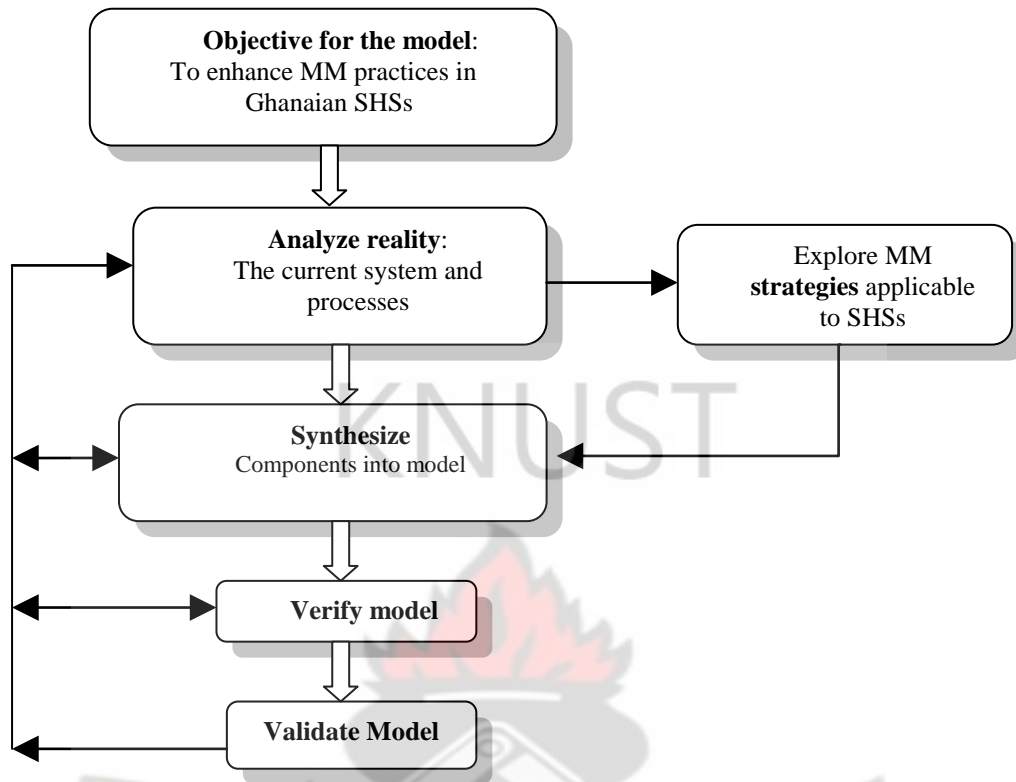 Objective for the model:
To enhance MM practices in
Ghanaian SHSs
Analyze reality:
The current system and
processes
Explore MM
strategies applicable
to SHSs
Synthesize
Components into model
KNUST
Verify model
Validate Model